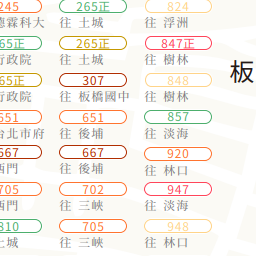 245 265正 824
德霖科大 往 土城 往 浮洲
265正 265正 847正
行政院 往 土城 往 樹林
265正 307 848
行政院 往 板橋國中 往 樹林
板
651 651 857
台北市府 往 後埔 往 淡海
667 667 920
西門 往 後埔 往 林口
705 702 947
西門 往 三峽 往 淡海
810 705 948
土城 往 三峽 往 林口